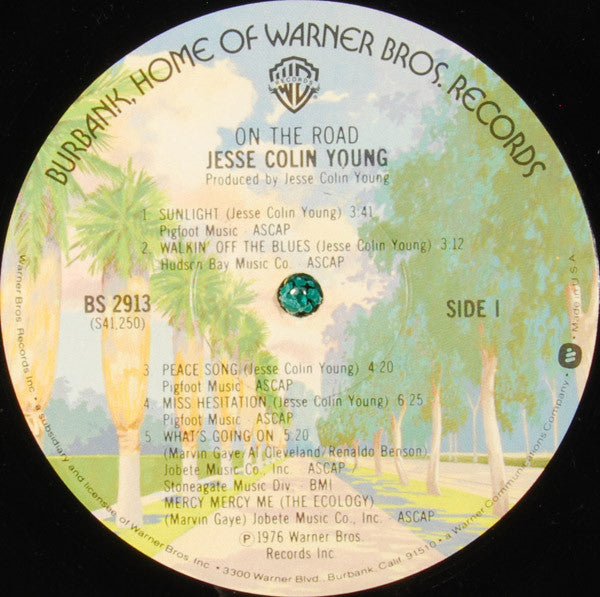 BURBANK, HOME OF WARNER BROS. RECORDS
WB
RECORDS
ON THE ROAD
JESSE COLIN YOUNG
Produced by Jesse Colin Young
1. SUNLIGHT (Jesse Colin Young) 3:41
Pigfoot Music - ASCAP
2. WALKIN' OFF THE BLUES (Jesse Colin Young) 3:12
Hudson Bay Music Co. - ASCAP
BS 2913
(S41,250)
SIDE 1
3. PEACE SONG (Jesse Colin Young) 4:20
Pigfoot Music - ASCAP
4. MISS HESITATION (Jesse Colin Young) 6:25
Pigfoot Music - ASCAP
5. WHAT'S GOING ON 5:20
(Marvin Gaye/Al Cleveland/Renaldo Benson)
Jobete Music Co., Inc. - ASCAP
Stoneagate Music Div. - BMI
MERCY MERCY ME (THE ECOLOGY)
(Marvin Gaye) Jobete Music Co., Inc. - ASCAP
℗ 1976 Warner Bros.
Records Inc.
Warner Bros. Records Inc. • a subsidiary and licensee of Warner Bros. Inc. • 3300 Warner Blvd., Burbank, Calif. 91510 • a Warner Communications Company • Made in U.S.A.